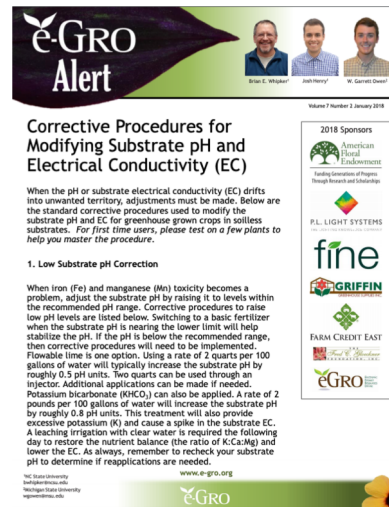 e-GRO
Alert
Brian E. Whipker¹
Josh Henry¹
W. Garrett Owen²
Volume 7 Number 3 January 2018
Corrective Procedures for
Modifying Substrate pH and
Electrical Conductivity (EC)
When the pH or substrate electrical conductivity (EC) drifts
into unwanted territory, adjustments must be made. Below are
the standard corrective procedures used to modify the
substrate pH and EC for greenhouse grown crops in soilless
substrates. For first time users, please test on a few plants to
help you master the procedure.
1. Low Substrate pH Correction
When iron (Fe) and manganese (Mn) toxicity becomes a
problem, adjust the substrate pH by raising it to levels within
the recommended pH range. Corrective procedures to raise
low pH levels are listed below. Switching to a basic fertilizer
when the substrate pH is nearing the lower limit will help
stabilize the pH. If the pH is below the recommended range,
then corrective procedures will need to be implemented.
Flowable lime is one option. Using a rate of 2 quarts per 100
gallons of water will typically increase the substrate pH by
roughly 0.5 pH units. Two quarts can be used through an
injector. Additional applications can be made if needed.
Potassium bicarbonate (KHCO₃) can also be applied. A rate of 2
pounds per 100 gallons of water will increase the substrate pH
by roughly 0.8 pH units. This treatment will also provide
excessive potassium (K) and cause a spike in the substrate EC.
A leaching irrigation with clear water is required the following
day to restore the nutrient balance (the ratio of K:Ca:Mg) and
lower the EC. As always, remember to recheck your substrate
pH to determine if reapplications are needed.
2018 Sponsors
American
Floral
Endowment
Funding Generations of Progress
Through Research and Scholarships
P.L. LIGHT SYSTEMS
fine
GRIFFIN
FARM CREDIT EAST
eGRO
¹NC State University
bwhipker@ncsu.edu
²Michigan State University
wgowen@msu.edu
www.e-gro.org
eGRO